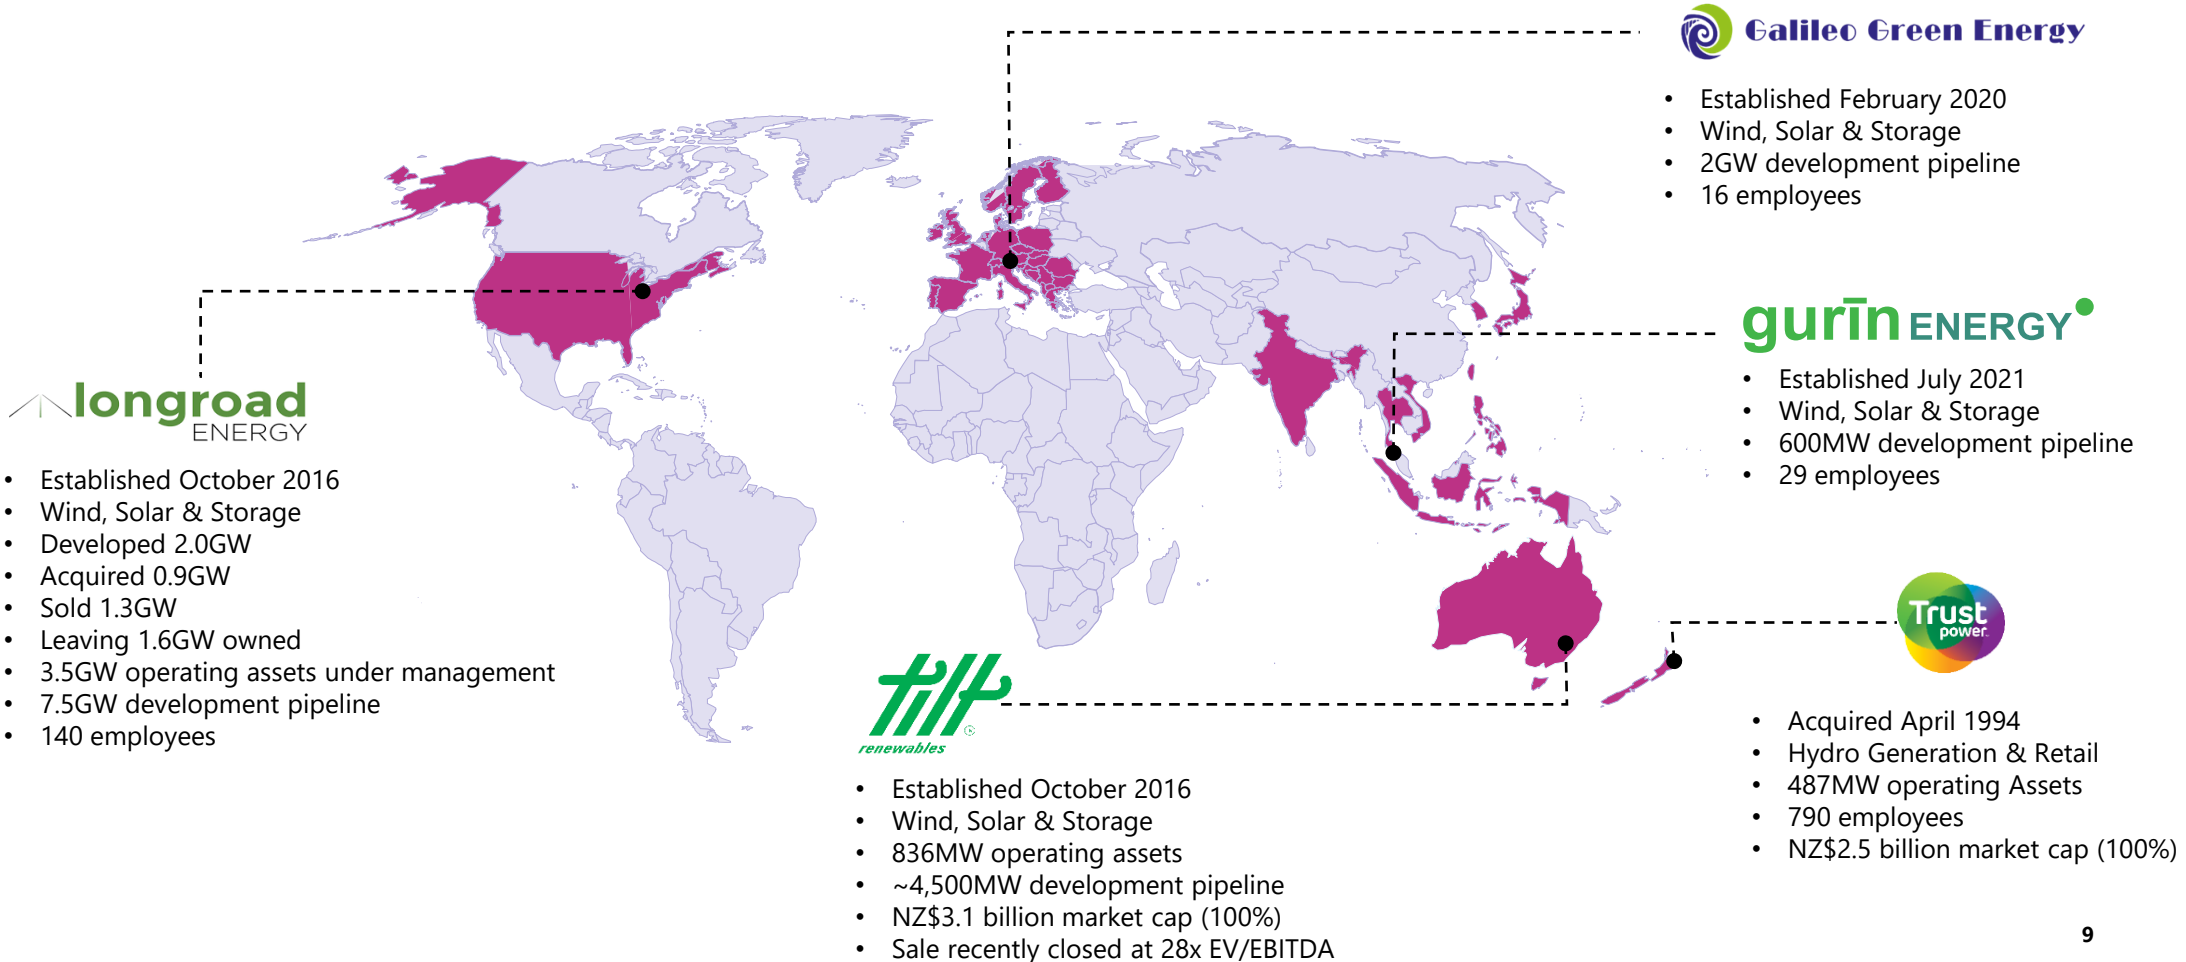 Galileo Green Energy
• Established February 2020
• Wind, Solar & Storage
• 2GW development pipeline
• 16 employees
gurīn ENERGY
• Established July 2021
• Wind, Solar & Storage
• 600MW development pipeline
• 29 employees
longroad
ENERGY
• Established October 2016
• Wind, Solar & Storage
• Developed 2.0GW
• Acquired 0.9GW
• Sold 1.3GW
• Leaving 1.6GW owned
• 3.5GW operating assets under management
• 7.5GW development pipeline
• 140 employees
tilt
renewables
• Established October 2016
• Wind, Solar & Storage
• 836MW operating assets
• ~4,500MW development pipeline
• NZ$3.1 billion market cap (100%)
• Sale recently closed at 28x EV/EBITDA
Trust
power
• Acquired April 1994
• Hydro Generation & Retail
• 487MW operating Assets
• 790 employees
• NZ$2.5 billion market cap (100%)
9